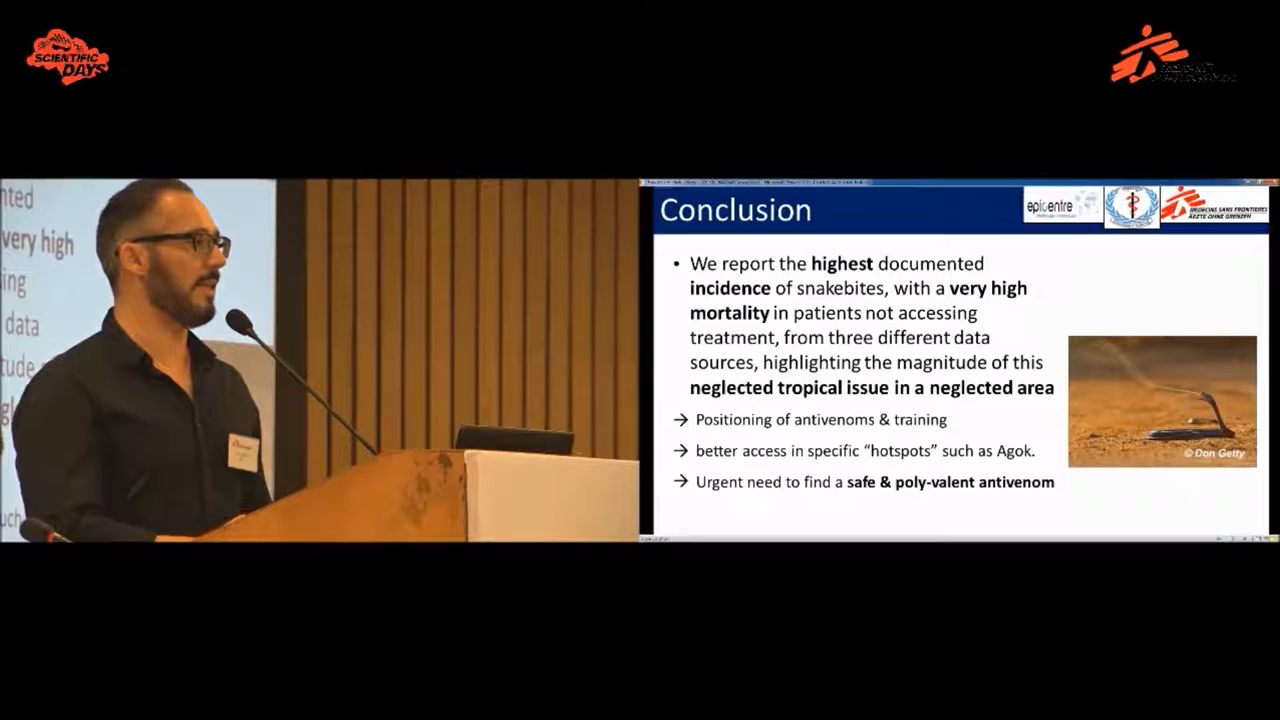 SCIENTIFIC
DAYS
nted
very high
sing
data
tude
Conclusion
epicentre
MEDECINS SANS FRONTIERES
ÄRZTE OHNE GRENZEN
• We report the highest documented
incidence of snakebites, with a very high
mortality in patients not accessing
treatment, from three different data
sources, highlighting the magnitude of this
neglected tropical issue in a neglected area
→ Positioning of antivenoms & training
→ better access in specific “hotspots” such as Agok.
→ Urgent need to find a safe & poly-valent antivenom
© Don Getty